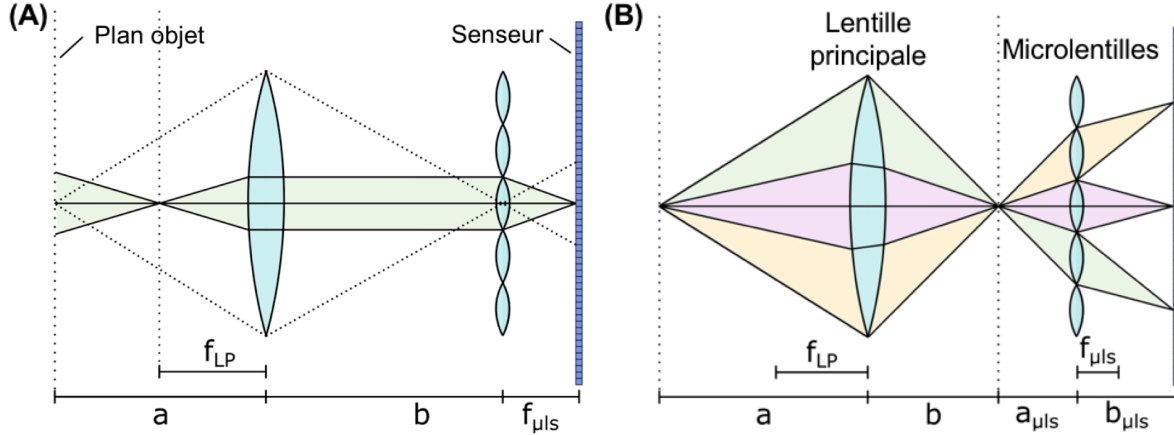 (A)
Plan objet
Senseur
f_LP
a
b
f_μls
(B)
Lentille
principale
Microlentilles
f_LP
f_μls
a
b
a_μls
b_μls